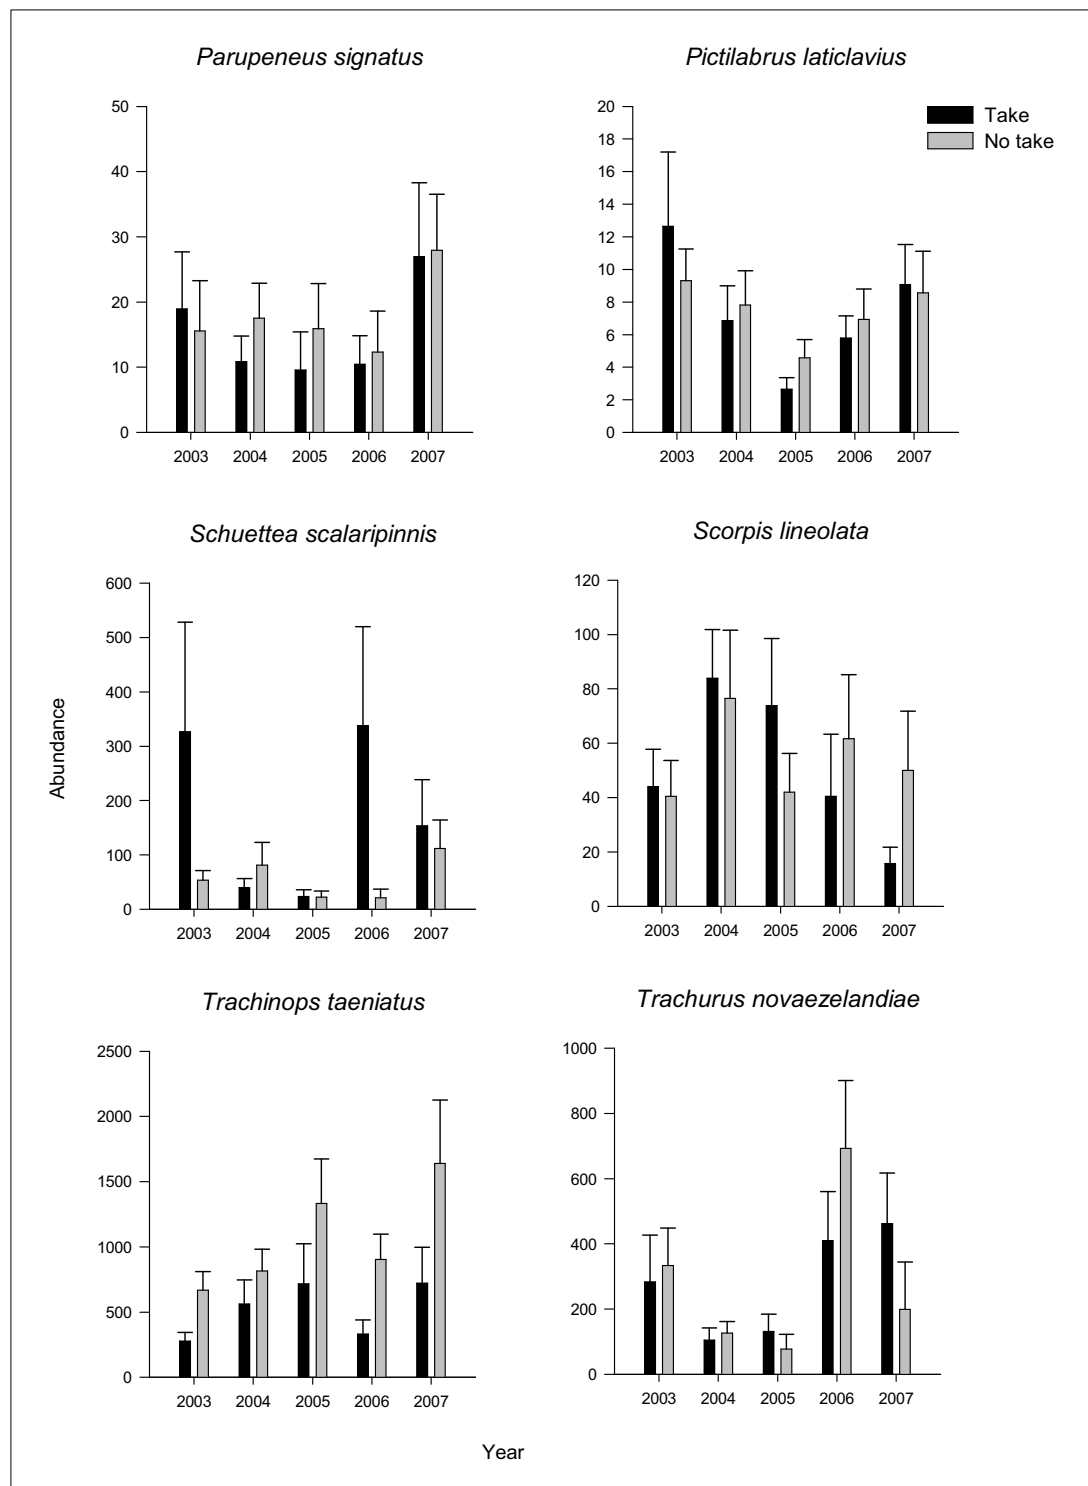 Parupeneus signatus
Pictilabrus laticlavius
50
40
30
20
10
0
2003 2004 2005 2006 2007
20
18
16
14
12
10
8
6
4
2
0
2003 2004 2005 2006 2007
Take
No take
Schuettea scalaripinnis
Scorpis lineolata
Abundance
600
500
400
300
200
100
0
2003 2004 2005 2006 2007
120
100
80
60
40
20
0
2003 2004 2005 2006 2007
Trachinops taeniatus
Trachurus novaezelandiae
2500
2000
1500
1000
500
0
2003 2004 2005 2006 2007
1000
800
600
400
200
0
2003 2004 2005 2006 2007
Year